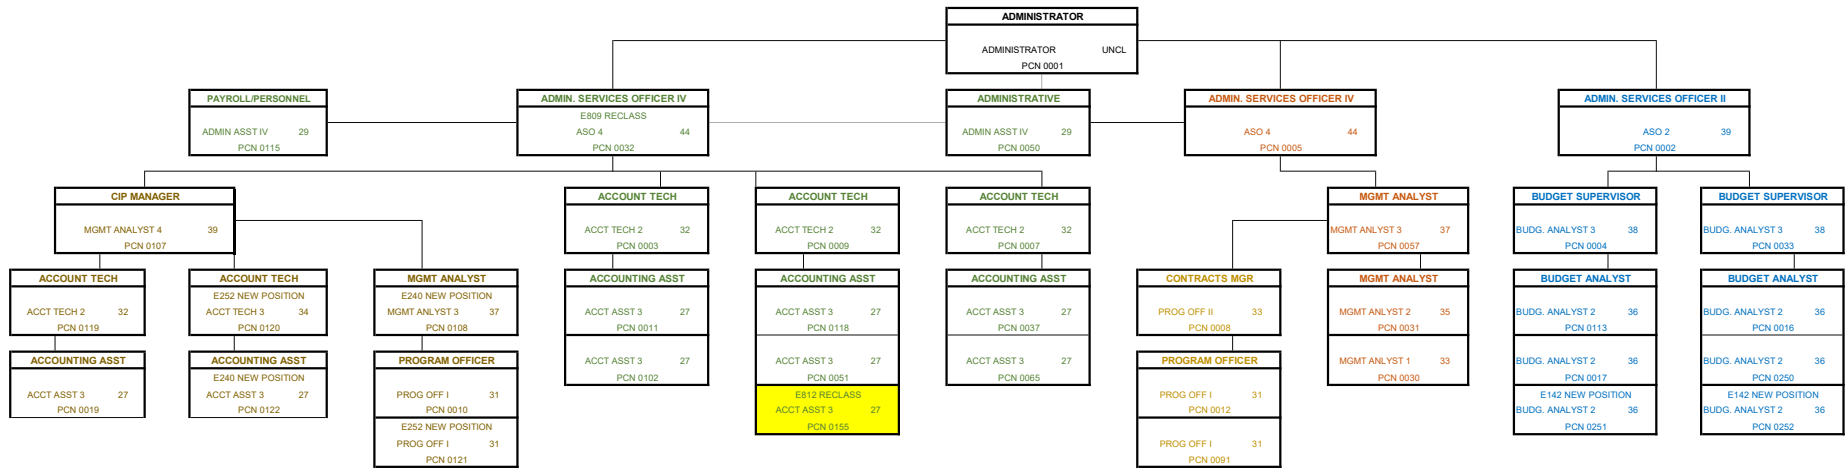 ADMINISTRATOR
ADMINISTRATOR UNCL
PCN 0001
PAYROLL/PERSONNEL
ADMIN ASST IV 29
PCN 0115
ADMIN. SERVICES OFFICER IV
E809 RECLASS
ASO 4 44
PCN 0032
ADMINISTRATIVE
ADMIN ASST IV 29
PCN 0050
ADMIN. SERVICES OFFICER IV
ASO 4 44
PCN 0005
ADMIN. SERVICES OFFICER II
ASO 2 39
PCN 0002
CIP MANAGER
MGMT ANALYST 4 39
PCN 0107
ACCOUNT TECH
ACCT TECH 2 32
PCN 0003
ACCOUNT TECH
ACCT TECH 2 32
PCN 0009
ACCOUNT TECH
ACCT TECH 2 32
PCN 0007
MGMT ANALYST
MGMT ANLYST 3 37
PCN 0057
BUDGET SUPERVISOR
BUDG. ANALYST 3 38
PCN 0004
BUDGET SUPERVISOR
BUDG. ANALYST 3 38
PCN 0033
ACCOUNT TECH
ACCT TECH 2 32
PCN 0119
ACCOUNT TECH
E252 NEW POSITION
ACCT TECH 3 34
PCN 0120
MGMT ANALYST
E240 NEW POSITION
MGMT ANLYST 3 37
PCN 0108
ACCOUNTING ASST
ACCT ASST 3 27
PCN 0011
ACCT ASST 3 27
PCN 0102
ACCOUNTING ASST
ACCT ASST 3 27
PCN 0118
ACCT ASST 3 27
PCN 0051
E812 RECLASS
ACCT ASST 3 27
PCN 0155
ACCOUNTING ASST
ACCT ASST 3 27
PCN 0037
ACCT ASST 3 27
PCN 0065
CONTRACTS MGR
PROG OFF II 33
PCN 0008
MGMT ANALYST
MGMT ANLYST 2 35
PCN 0031
MGMT ANLYST 1 33
PCN 0030
BUDGET ANALYST
BUDG. ANALYST 2 36
PCN 0113
BUDG. ANALYST 2 36
PCN 0017
E142 NEW POSITION
BUDG. ANALYST 2 36
PCN 0251
BUDGET ANALYST
BUDG. ANALYST 2 36
PCN 0016
BUDG. ANALYST 2 36
PCN 0250
E142 NEW POSITION
BUDG. ANALYST 2 36
PCN 0252
ACCOUNTING ASST
ACCT ASST 3 27
PCN 0019
ACCOUNTING ASST
E240 NEW POSITION
ACCT ASST 3 27
PCN 0122
PROGRAM OFFICER
PROG OFF I 31
PCN 0010
E252 NEW POSITION
PROG OFF I 31
PCN 0121
PROGRAM OFFICER
PROG OFF I 31
PCN 0012
PROG OFF I 31
PCN 0091